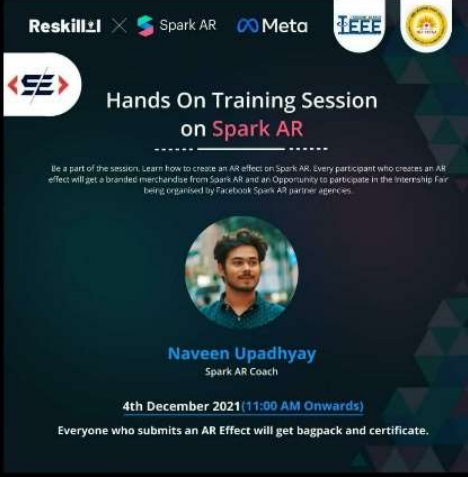 Reskilll × Spark AR Meta IEEE
<SE>
Hands On Training Session
on Spark AR
Be a part of the session. Learn how to create an AR effect on Spark AR. Every participant who creates an AR
effect will get a branded merchandise from Spark AR and an Opportunity to participate in the Internship Fair
being organised by Facebook Spark AR partner agencies.
Naveen Upadhyay
Spark AR Coach
4th December 2021(11:00 AM Onwards)
Everyone who submits an AR Effect will get bagpack and certificate.